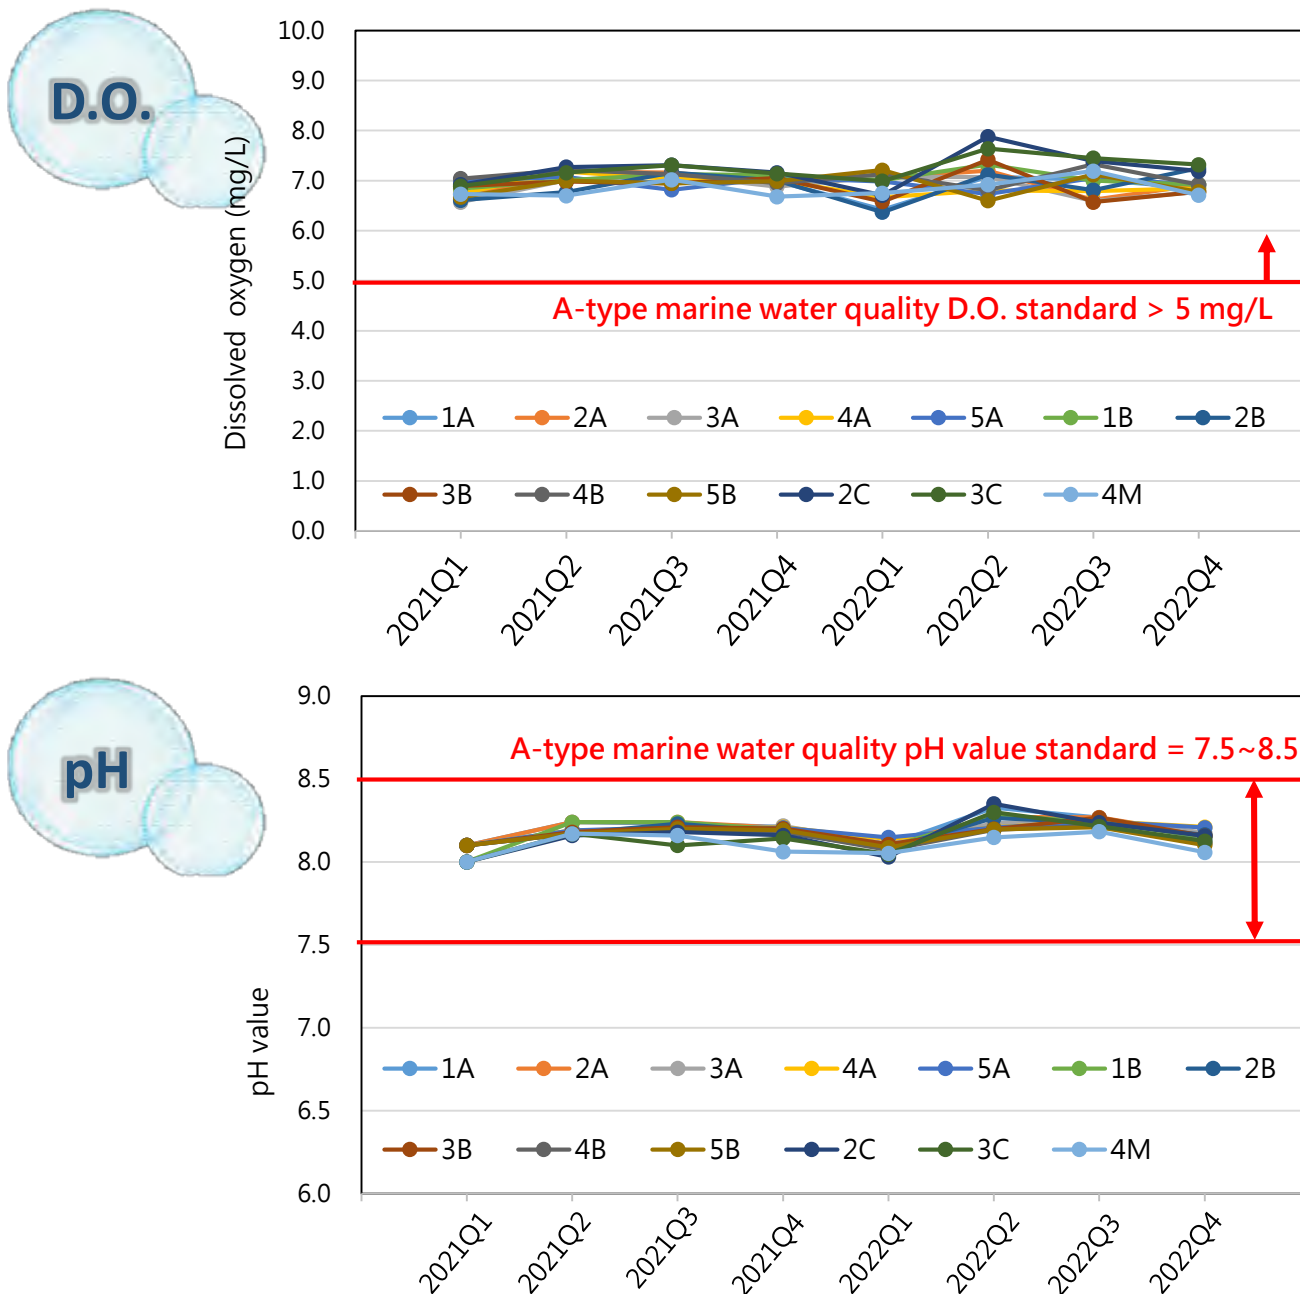 D.O.
Dissolved oxygen (mg/L)
10.0
9.0
8.0
7.0
6.0
5.0
4.0
3.0
2.0
1.0
0.0
A-type marine water quality D.O. standard > 5 mg/L
1A 2A 3A 4A 5A 1B 2B
3B 4B 5B 2C 3C 4M
2021Q1 2021Q2 2021Q3 2021Q4 2022Q1 2022Q2 2022Q3 2022Q4
pH
pH value
9.0
8.5
8.0
7.5
7.0
6.5
6.0
A-type marine water quality pH value standard = 7.5~8.5
1A 2A 3A 4A 5A 1B 2B
3B 4B 5B 2C 3C 4M
2021Q1 2021Q2 2021Q3 2021Q4 2022Q1 2022Q2 2022Q3 2022Q4